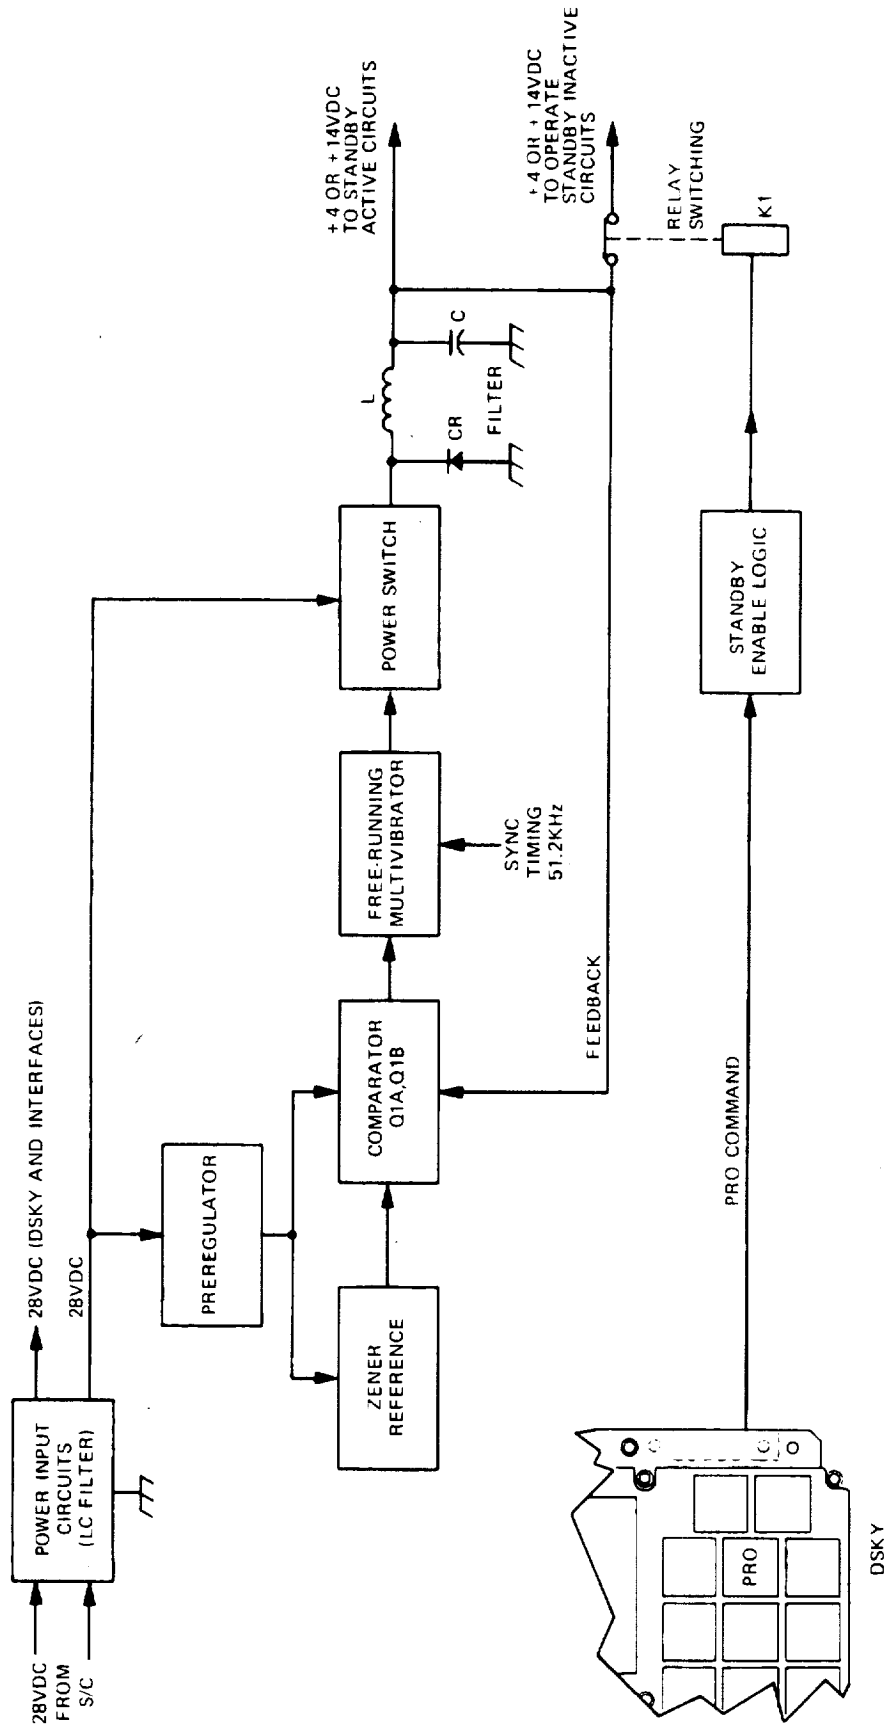 28VDC
FROM
S/C
POWER INPUT
CIRCUITS
(LC FILTER)
28VDC (DSKY AND INTERFACES)
28VDC
PREREGULATOR
ZENER
REFERENCE
COMPARATOR
Q1A,Q1B
FREE-RUNNING
MULTIVIBRATOR
SYNC
TIMING
51.2KHz
POWER SWITCH
L
CR
C
FILTER
+4 OR +14VDC
TO STANDBY
ACTIVE CIRCUITS
+4 OR +14VDC
TO OPERATE
STANDBY INACTIVE
CIRCUITS
FEEDBACK
RELAY
SWITCHING
K1
STANDBY
ENABLE LOGIC
PRO COMMAND
PRO
DSKY